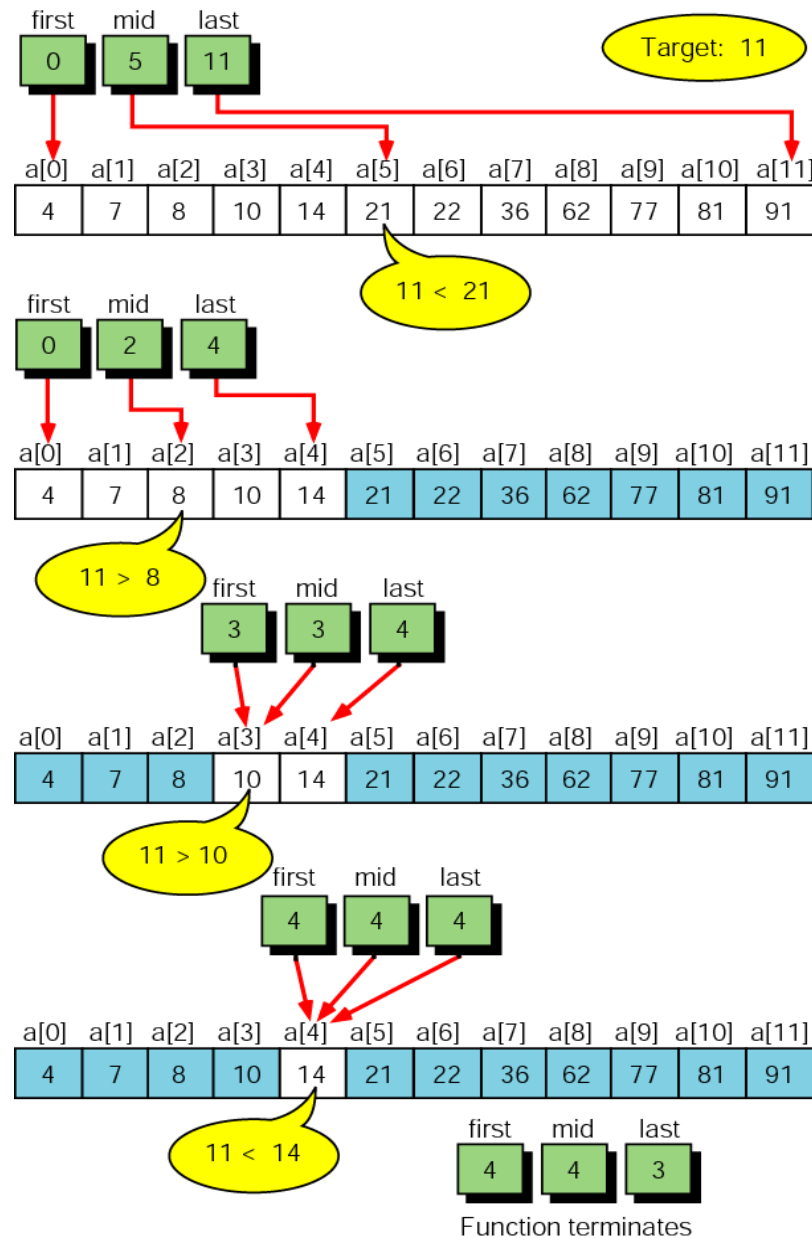 first mid last
0 5 11
Target: 11
a[0] a[1] a[2] a[3] a[4] a[5] a[6] a[7] a[8] a[9] a[10] a[11]
4 7 8 10 14 21 22 36 62 77 81 91
11 < 21
first mid last
0 2 4
a[0] a[1] a[2] a[3] a[4] a[5] a[6] a[7] a[8] a[9] a[10] a[11]
4 7 8 10 14 21 22 36 62 77 81 91
11 > 8
first mid last
3 3 4
a[0] a[1] a[2] a[3] a[4] a[5] a[6] a[7] a[8] a[9] a[10] a[11]
4 7 8 10 14 21 22 36 62 77 81 91
11 > 10
first mid last
4 4 4
a[0] a[1] a[2] a[3] a[4] a[5] a[6] a[7] a[8] a[9] a[10] a[11]
4 7 8 10 14 21 22 36 62 77 81 91
11 < 14
first mid last
4 4 3
Function terminates